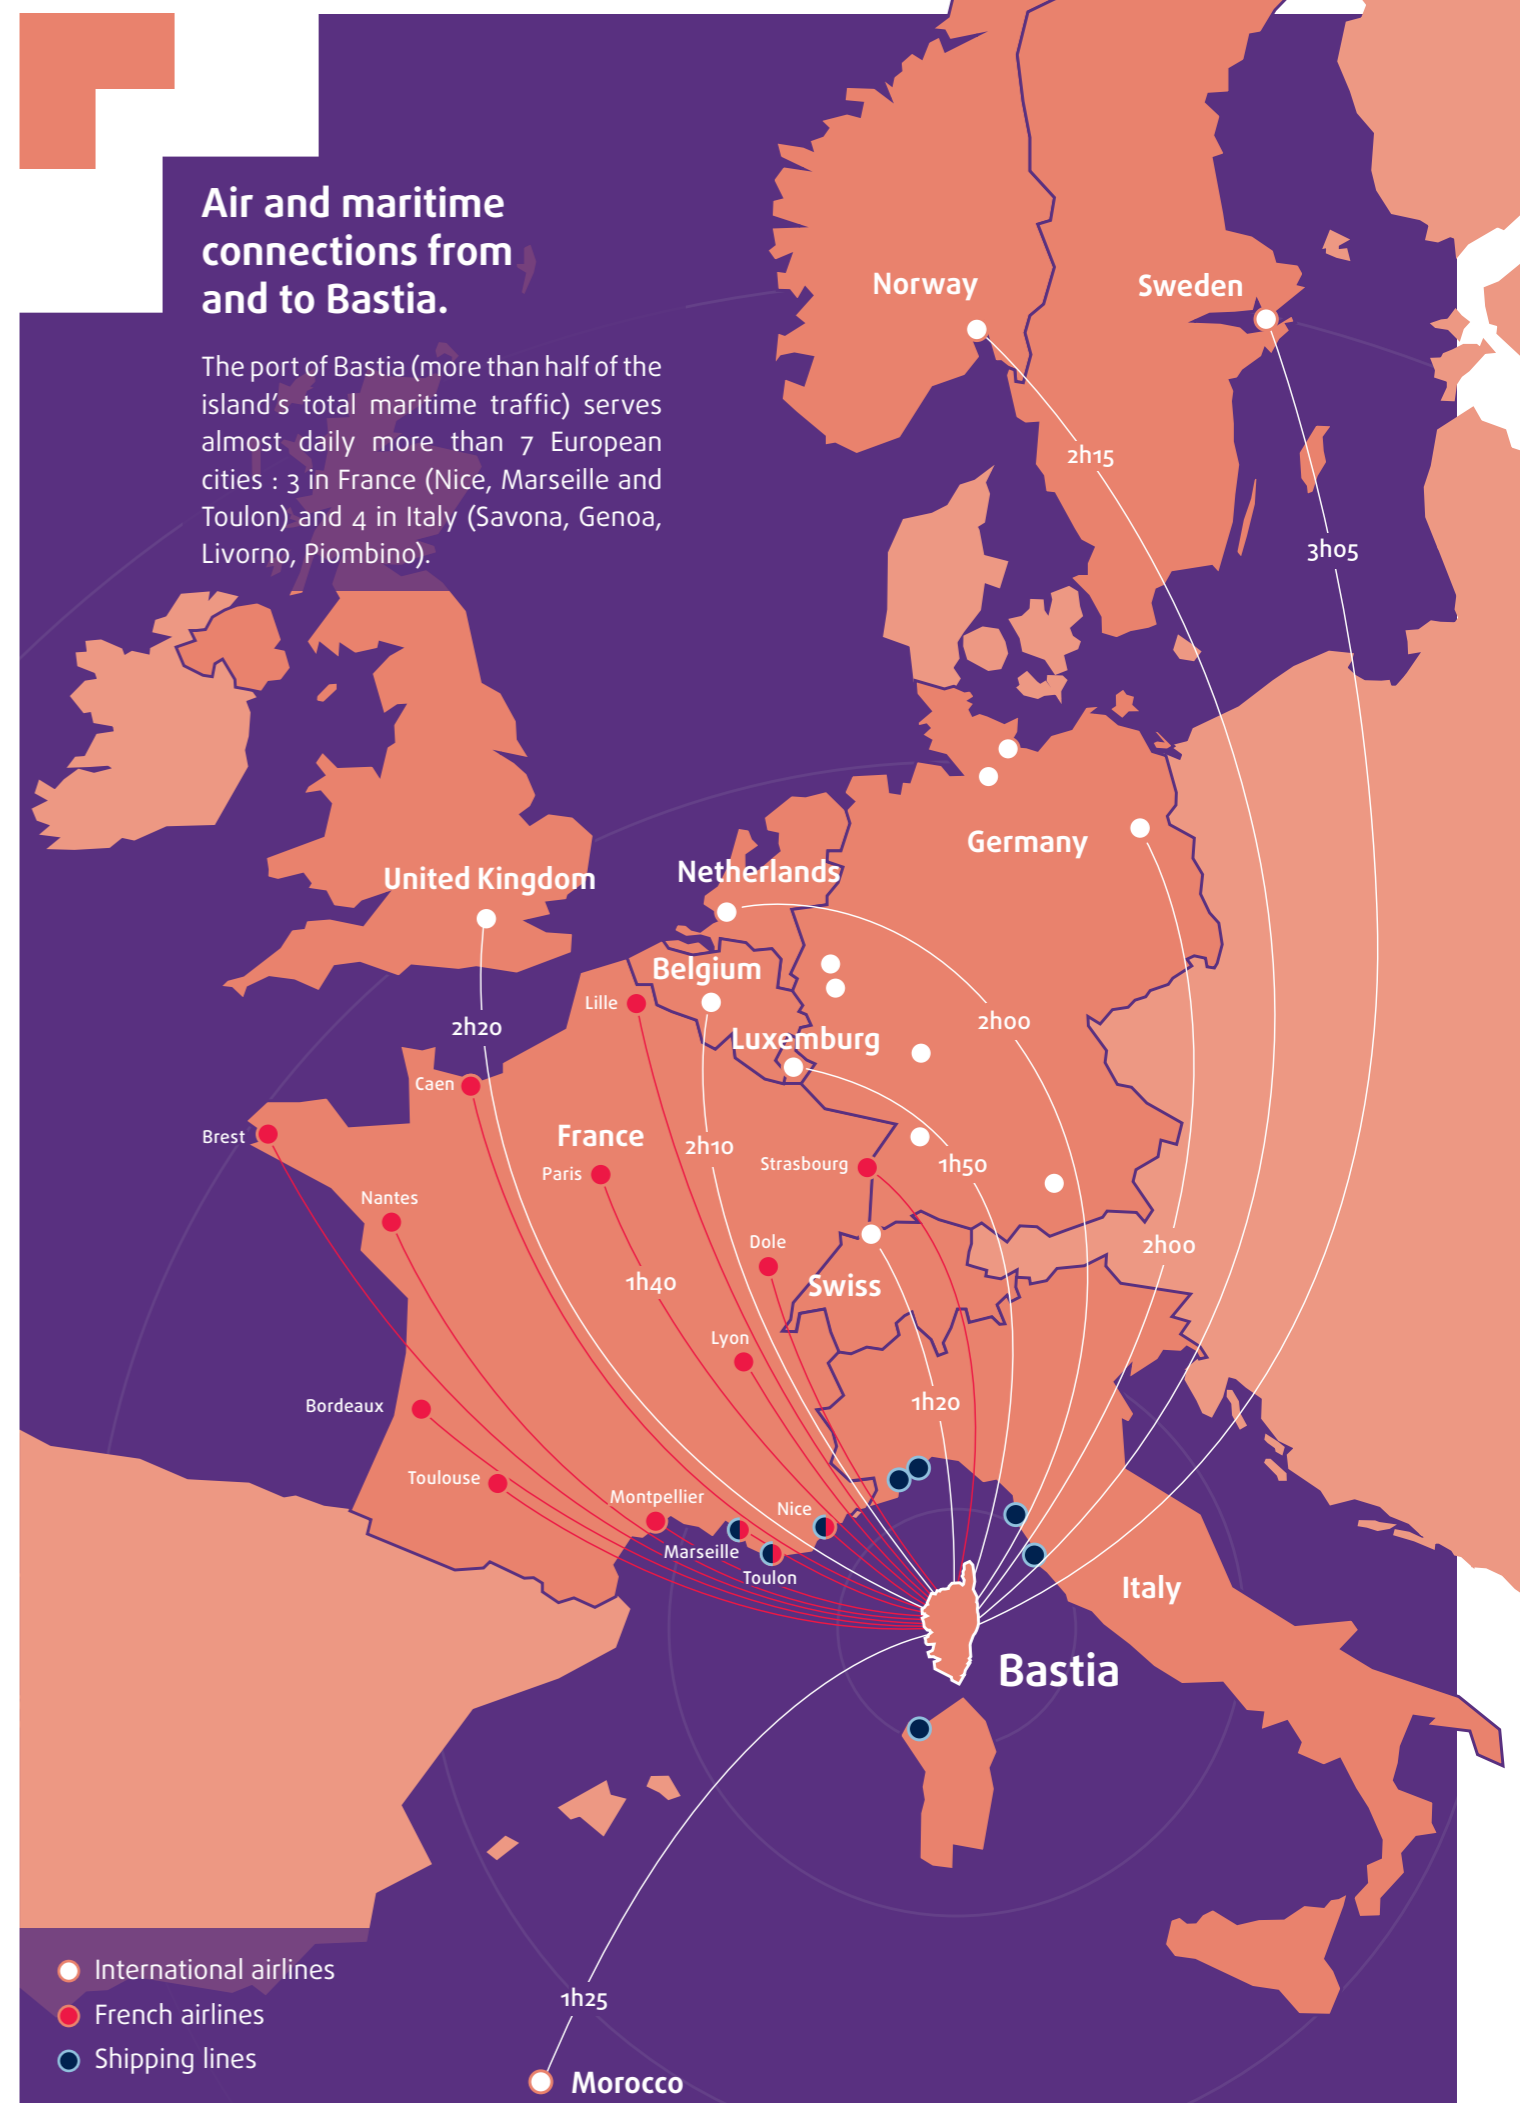 Air and maritime
connections from
and to Bastia.
The port of Bastia (more than half of the
island's total maritime traffic) serves
almost daily more than 7 European
cities : 3 in France (Nice, Marseille and
Toulon) and 4 in Italy (Savona, Genoa,
Livorno, Piombino).
Norway
Sweden
2h15
3h05
Germany
United Kingdom
Netherlands
Belgium
Lille
2h20
2h00
Luxemburg
Caen
Brest
France
2h10
Strasbourg
1h50
Paris
Nantes
Dole
2h00
1h40
Swiss
Lyon
Bordeaux
1h20
Toulouse
Montpellier
Nice
Marseille
Toulon
Italy
Bastia
International airlines
1h25
French airlines
Shipping lines
Morocco